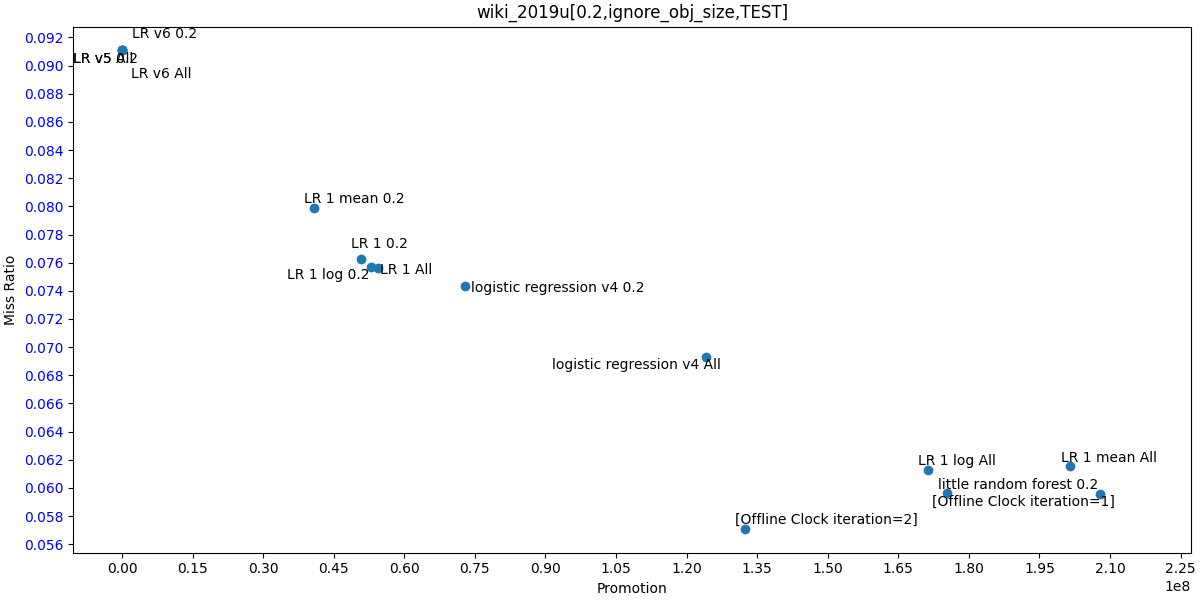 wiki_2019u[0.2,ignore_obj_size,TEST]
Miss Ratio
0.092
0.090
0.088
0.086
0.084
0.082
0.080
0.078
0.076
0.074
0.072
0.070
0.068
0.066
0.064
0.062
0.060
0.058
0.056
LR v6 0.2
LR v5 All
LR v5 0.2
LR v6 All
LR 1 mean 0.2
LR 1 0.2
LR 1 log 0.2
LR 1 All
logistic regression v4 0.2
logistic regression v4 All
LR 1 log All
LR 1 mean All
little random forest 0.2
[Offline Clock iteration=1]
[Offline Clock iteration=2]
0.00 0.15 0.30 0.45 0.60 0.75 0.90 1.05 1.20 1.35 1.50 1.65 1.80 1.95 2.10 2.25
1e8
Promotion